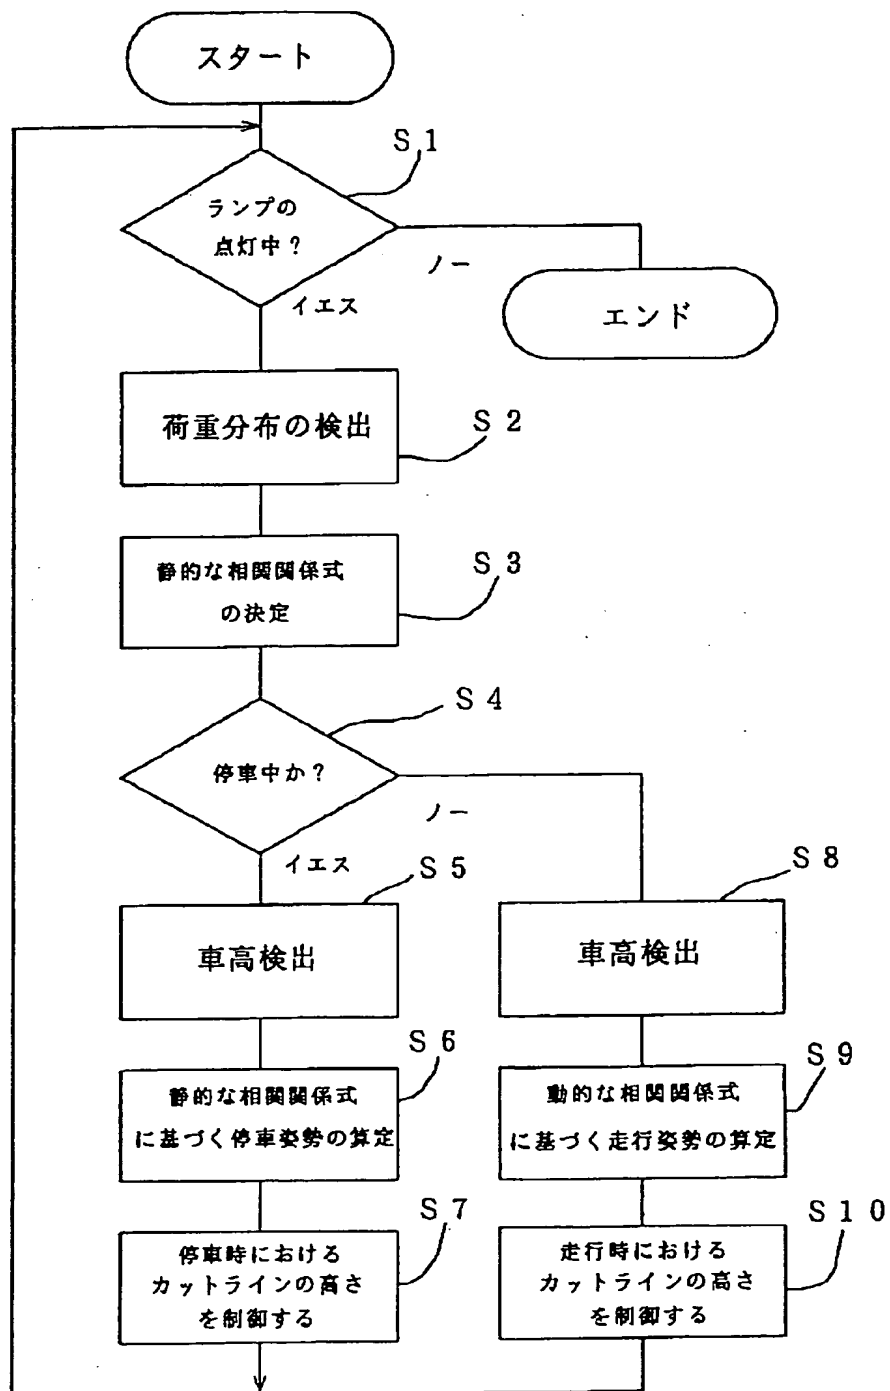 スタート
S1
ランプの
点灯中?
ノー
イエス
エンド
荷重分布の検出
S2
静的な相関関係式
の決定
S3
S4
停車中か?
ノー
イエス
S5
車高検出
S8
車高検出
S6
静的な相関関係式
に基づく停車姿勢の算定
S9
動的な相関関係式
に基づく走行姿勢の算定
S7
停車時における
カットラインの高さ
を制御する
S10
走行時における
カットラインの高さ
を制御する